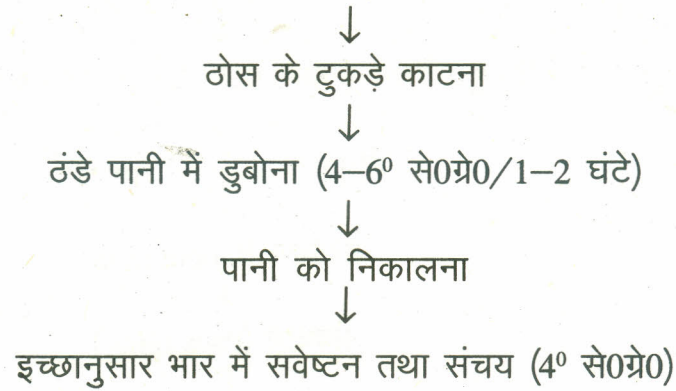 ↓
ठोस के टुकड़े काटना
↓
ठंडे पानी में डुबोना (4–6⁰ से0ग्रे0/1–2 घंटे)
↓
पानी को निकालना
↓
इच्छानुसार भार में सवेष्टन तथा संचय (4⁰ से0ग्रे0)